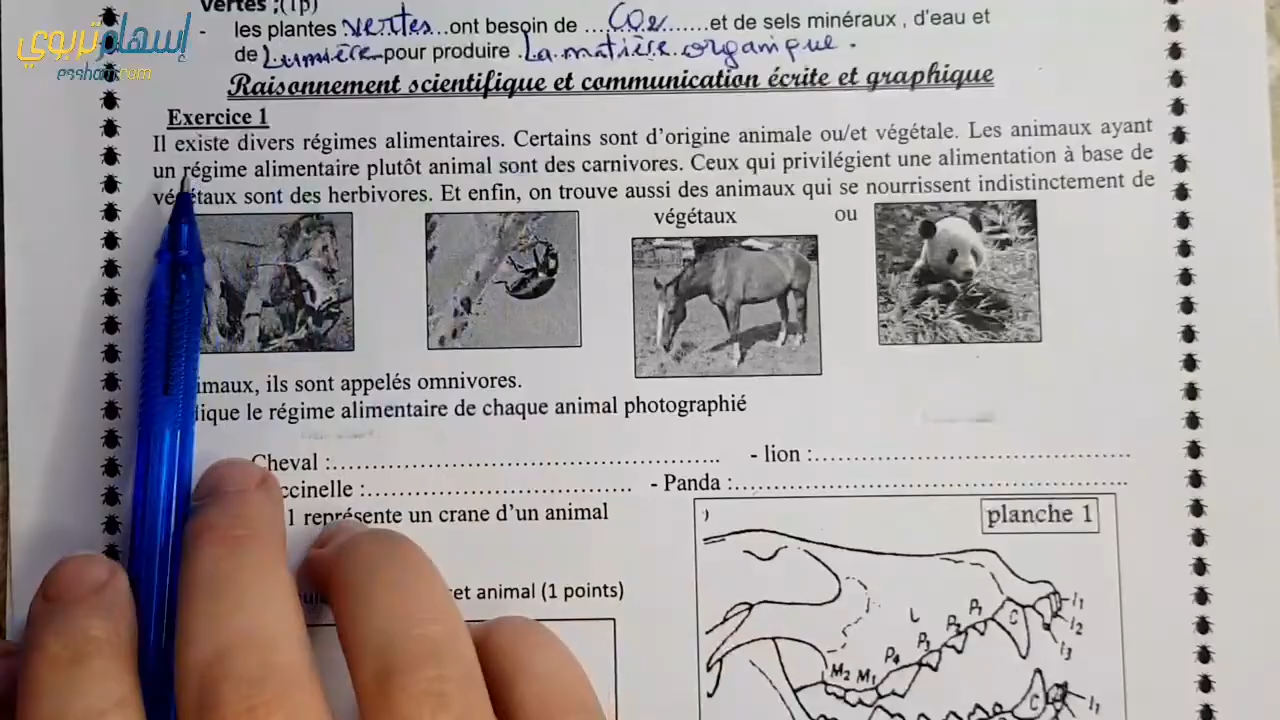 إسهام تربوي
essham.com
vertes ;(1p)
- les plantes vertes ont besoin de ....CO2.......et de sels minéraux , d'eau et
de Lumière pour produire .La matière organique .
Raisonnement scientifique et communication écrite et graphique
Exercice 1
Il existe divers régimes alimentaires. Certains sont d'origine animale ou/et végétale. Les animaux ayant
un régime alimentaire plutôt animal sont des carnivores. Ceux qui privilégient une alimentation à base de
végétaux sont des herbivores. Et enfin, on trouve aussi des animaux qui se nourrissent indistinctement de
végétaux ou
imaux, ils sont appelés omnivores.
ique le régime alimentaire de chaque animal photographié
Cheval :.................................................. - lion :..........................................
ccinelle :.................................. - Panda :....................................................
1 représente un crane d'un animal
planche 1
et animal (1 points)
I1
I2
I3
C
P1
P2
P3
P4
L
M2 M1
C
I1